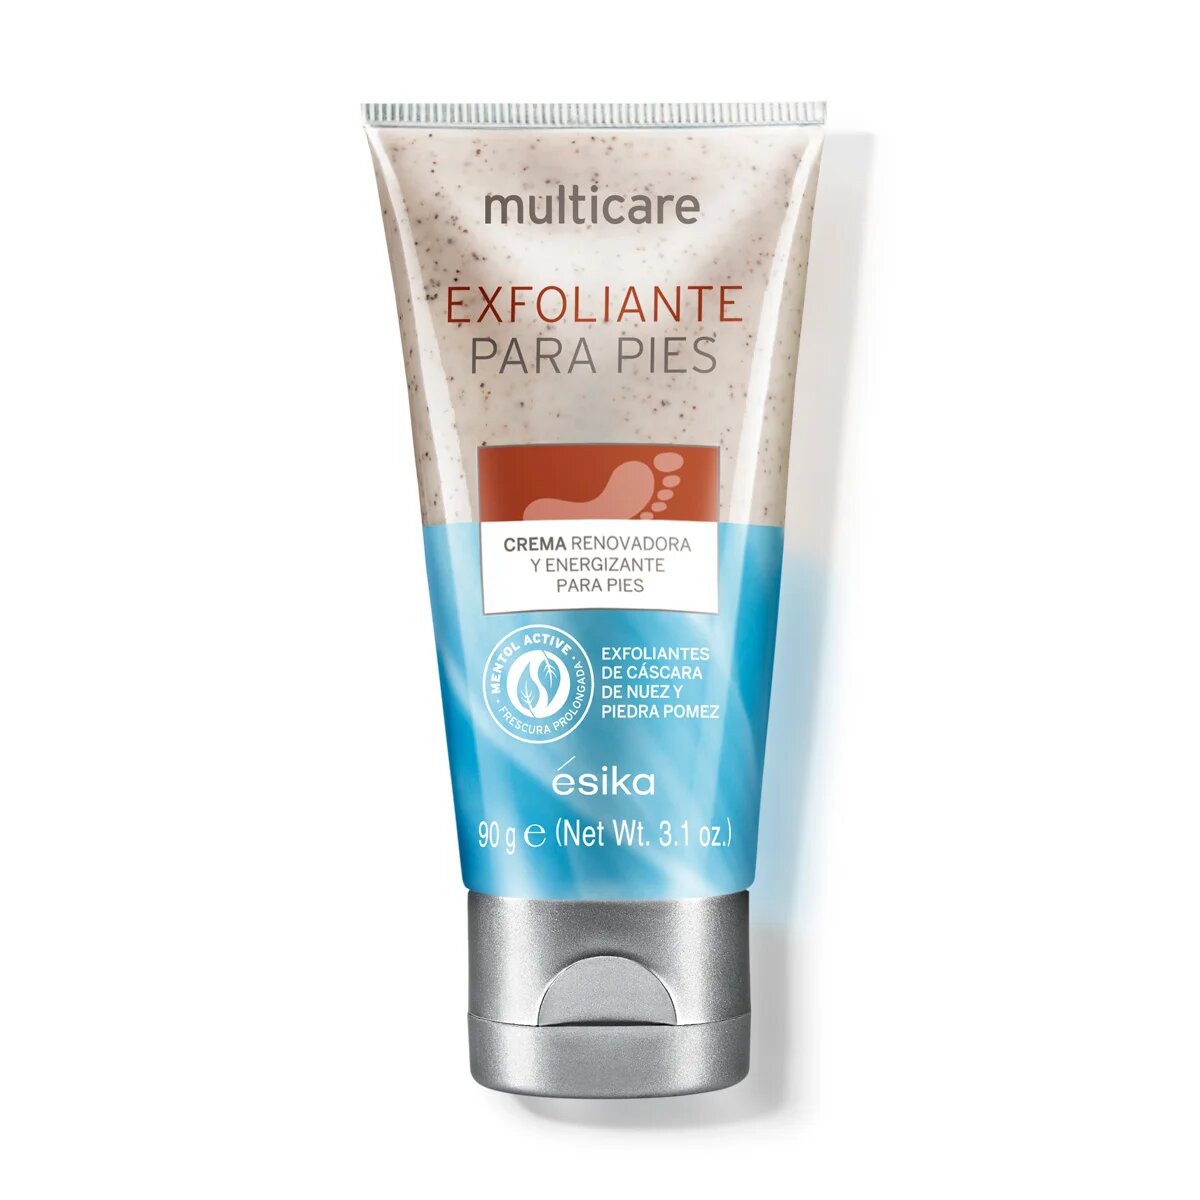 multicare
EXFOLIANTE
PARA PIES
CREMA RENOVADORA
Y ENERGIZANTE
PARA PIES
MENTOL ACTIVE
FRESCURA PROLONGADA
EXFOLIANTES
DE CÁSCARA
DE NUEZ Y
PIEDRA POMEZ
ésika
90 g ℮ (Net Wt. 3.1 oz.)